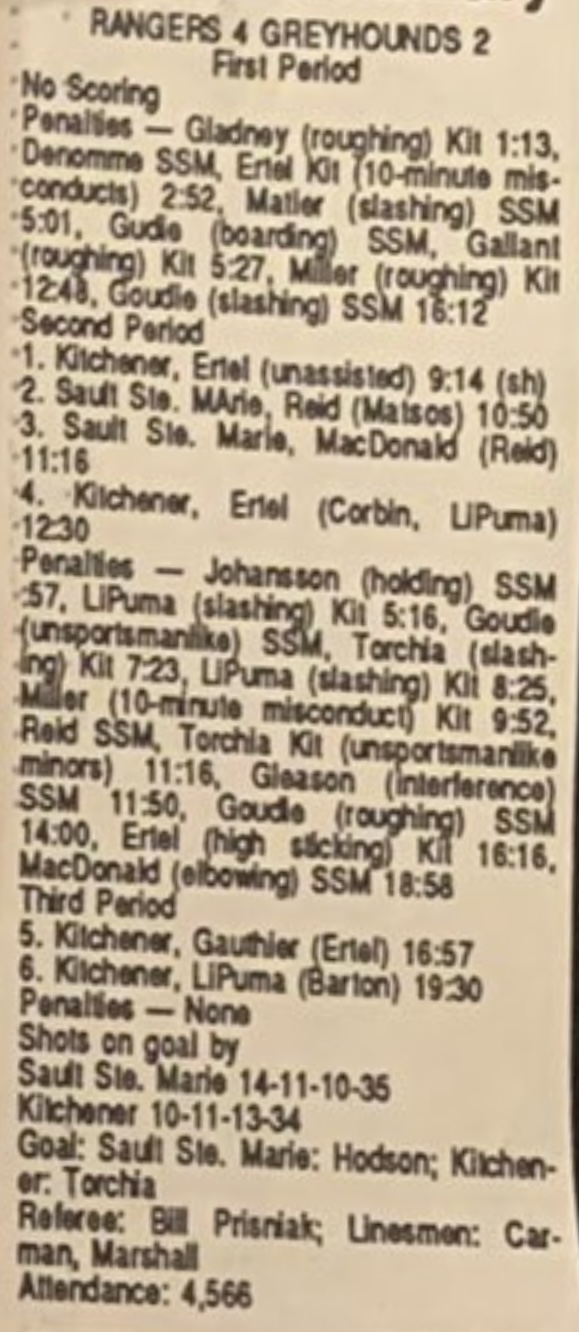 RANGERS 4 GREYHOUNDS 2
First Period
No Scoring
Penalties — Gladney (roughing) Kit 1:13,
Denomme SSM, Ertel Kit (10-minute mis-
conducts) 2:52, Matier (slashing) SSM
5:01, Gudie (boarding) SSM, Gallant
(roughing) Kit 5:27, Miller (roughing) Kit
12:48, Goudie (slashing) SSM 16:12
Second Period
1. Kitchener, Ertel (unassisted) 9:14 (sh)
2. Sault Ste. MArie, Reid (Matsos) 10:50
3. Sault Ste. Marie, MacDonald (Reid)
11:16
4. Kitchener, Ertel (Corbin, LiPuma)
12:30
Penalties — Johansson (holding) SSM
:57, LiPuma (slashing) Kit 5:16, Goudie
(unsportsmanlike) SSM, Torchia (slash-
ing) Kit 7:23, LiPuma (slashing) Kit 8:25,
Miller (10-minute misconduct) Kit 9:52,
Reid SSM, Torchia Kit (unsportsmanlike
minors) 11:16, Gleason (interference)
SSM 11:50, Goudie (roughing) SSM
14:00, Ertel (high sticking) Kit 16:16,
MacDonald (elbowing) SSM 18:58
Third Period
5. Kitchener, Gauthier (Ertel) 16:57
6. Kitchener, LiPuma (Barton) 19:30
Penalties — None
Shots on goal by
Sault Ste. Marie 14-11-10-35
Kitchener 10-11-13-34
Goal: Sault Ste. Marie: Hodson; Kitchen-
er: Torchia
Referee: Bill Prisniak; Linesmen: Car-
man, Marshall
Attendance: 4,566